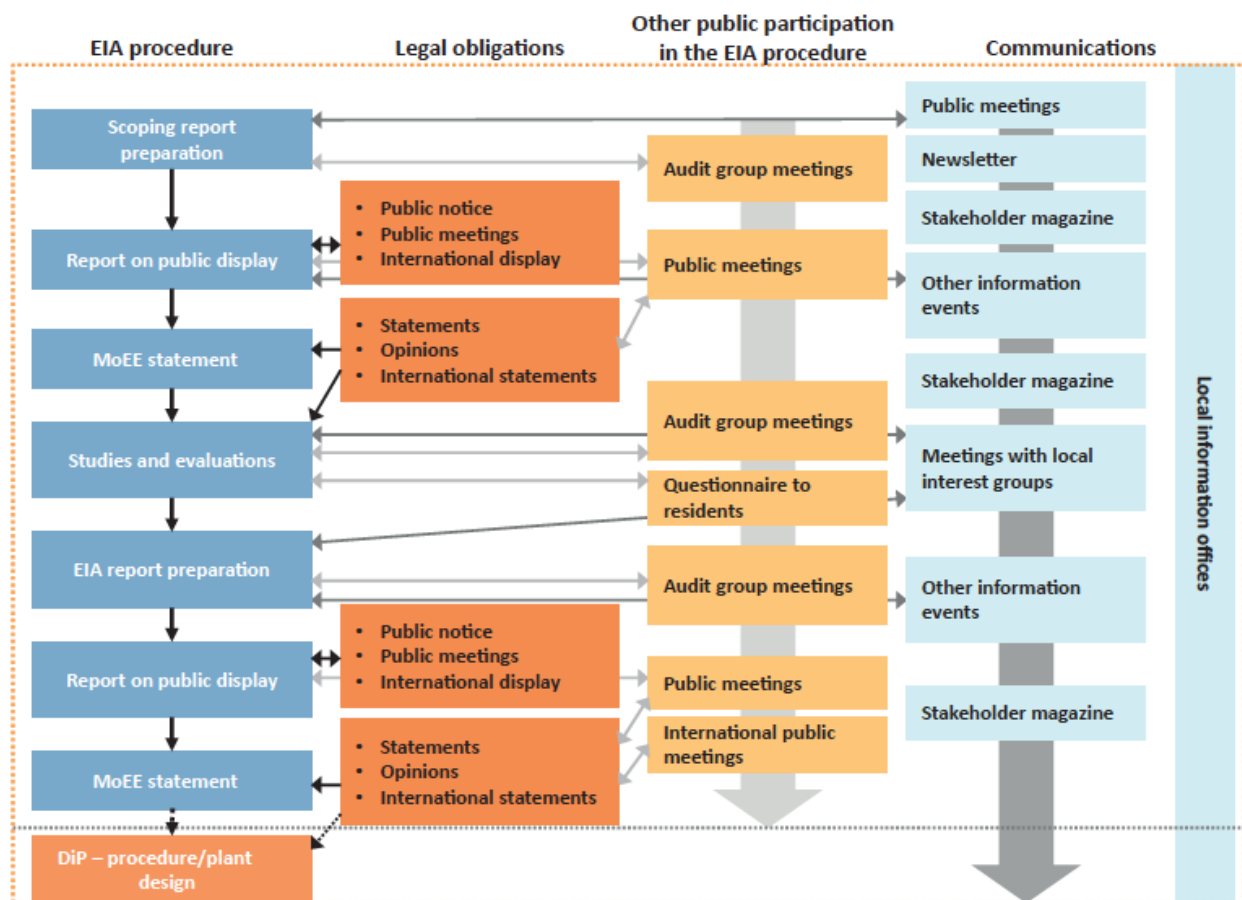 EIA procedure
Legal obligations
Other public participation
in the EIA procedure
Communications
Scoping report
preparation
Report on public display
MoEE statement
Studies and evaluations
EIA report preparation
Report on public display
MoEE statement
DiP – procedure/plant
design
• Public notice
• Public meetings
• International display
• Statements
• Opinions
• International statements
• Public notice
• Public meetings
• International display
• Statements
• Opinions
• International statements
Audit group meetings
Public meetings
Audit group meetings
Questionnaire to
residents
Audit group meetings
Public meetings
International public
meetings
Public meetings
Newsletter
Stakeholder magazine
Other information
events
Stakeholder magazine
Meetings with local
interest groups
Other information
events
Stakeholder magazine
Local information offices